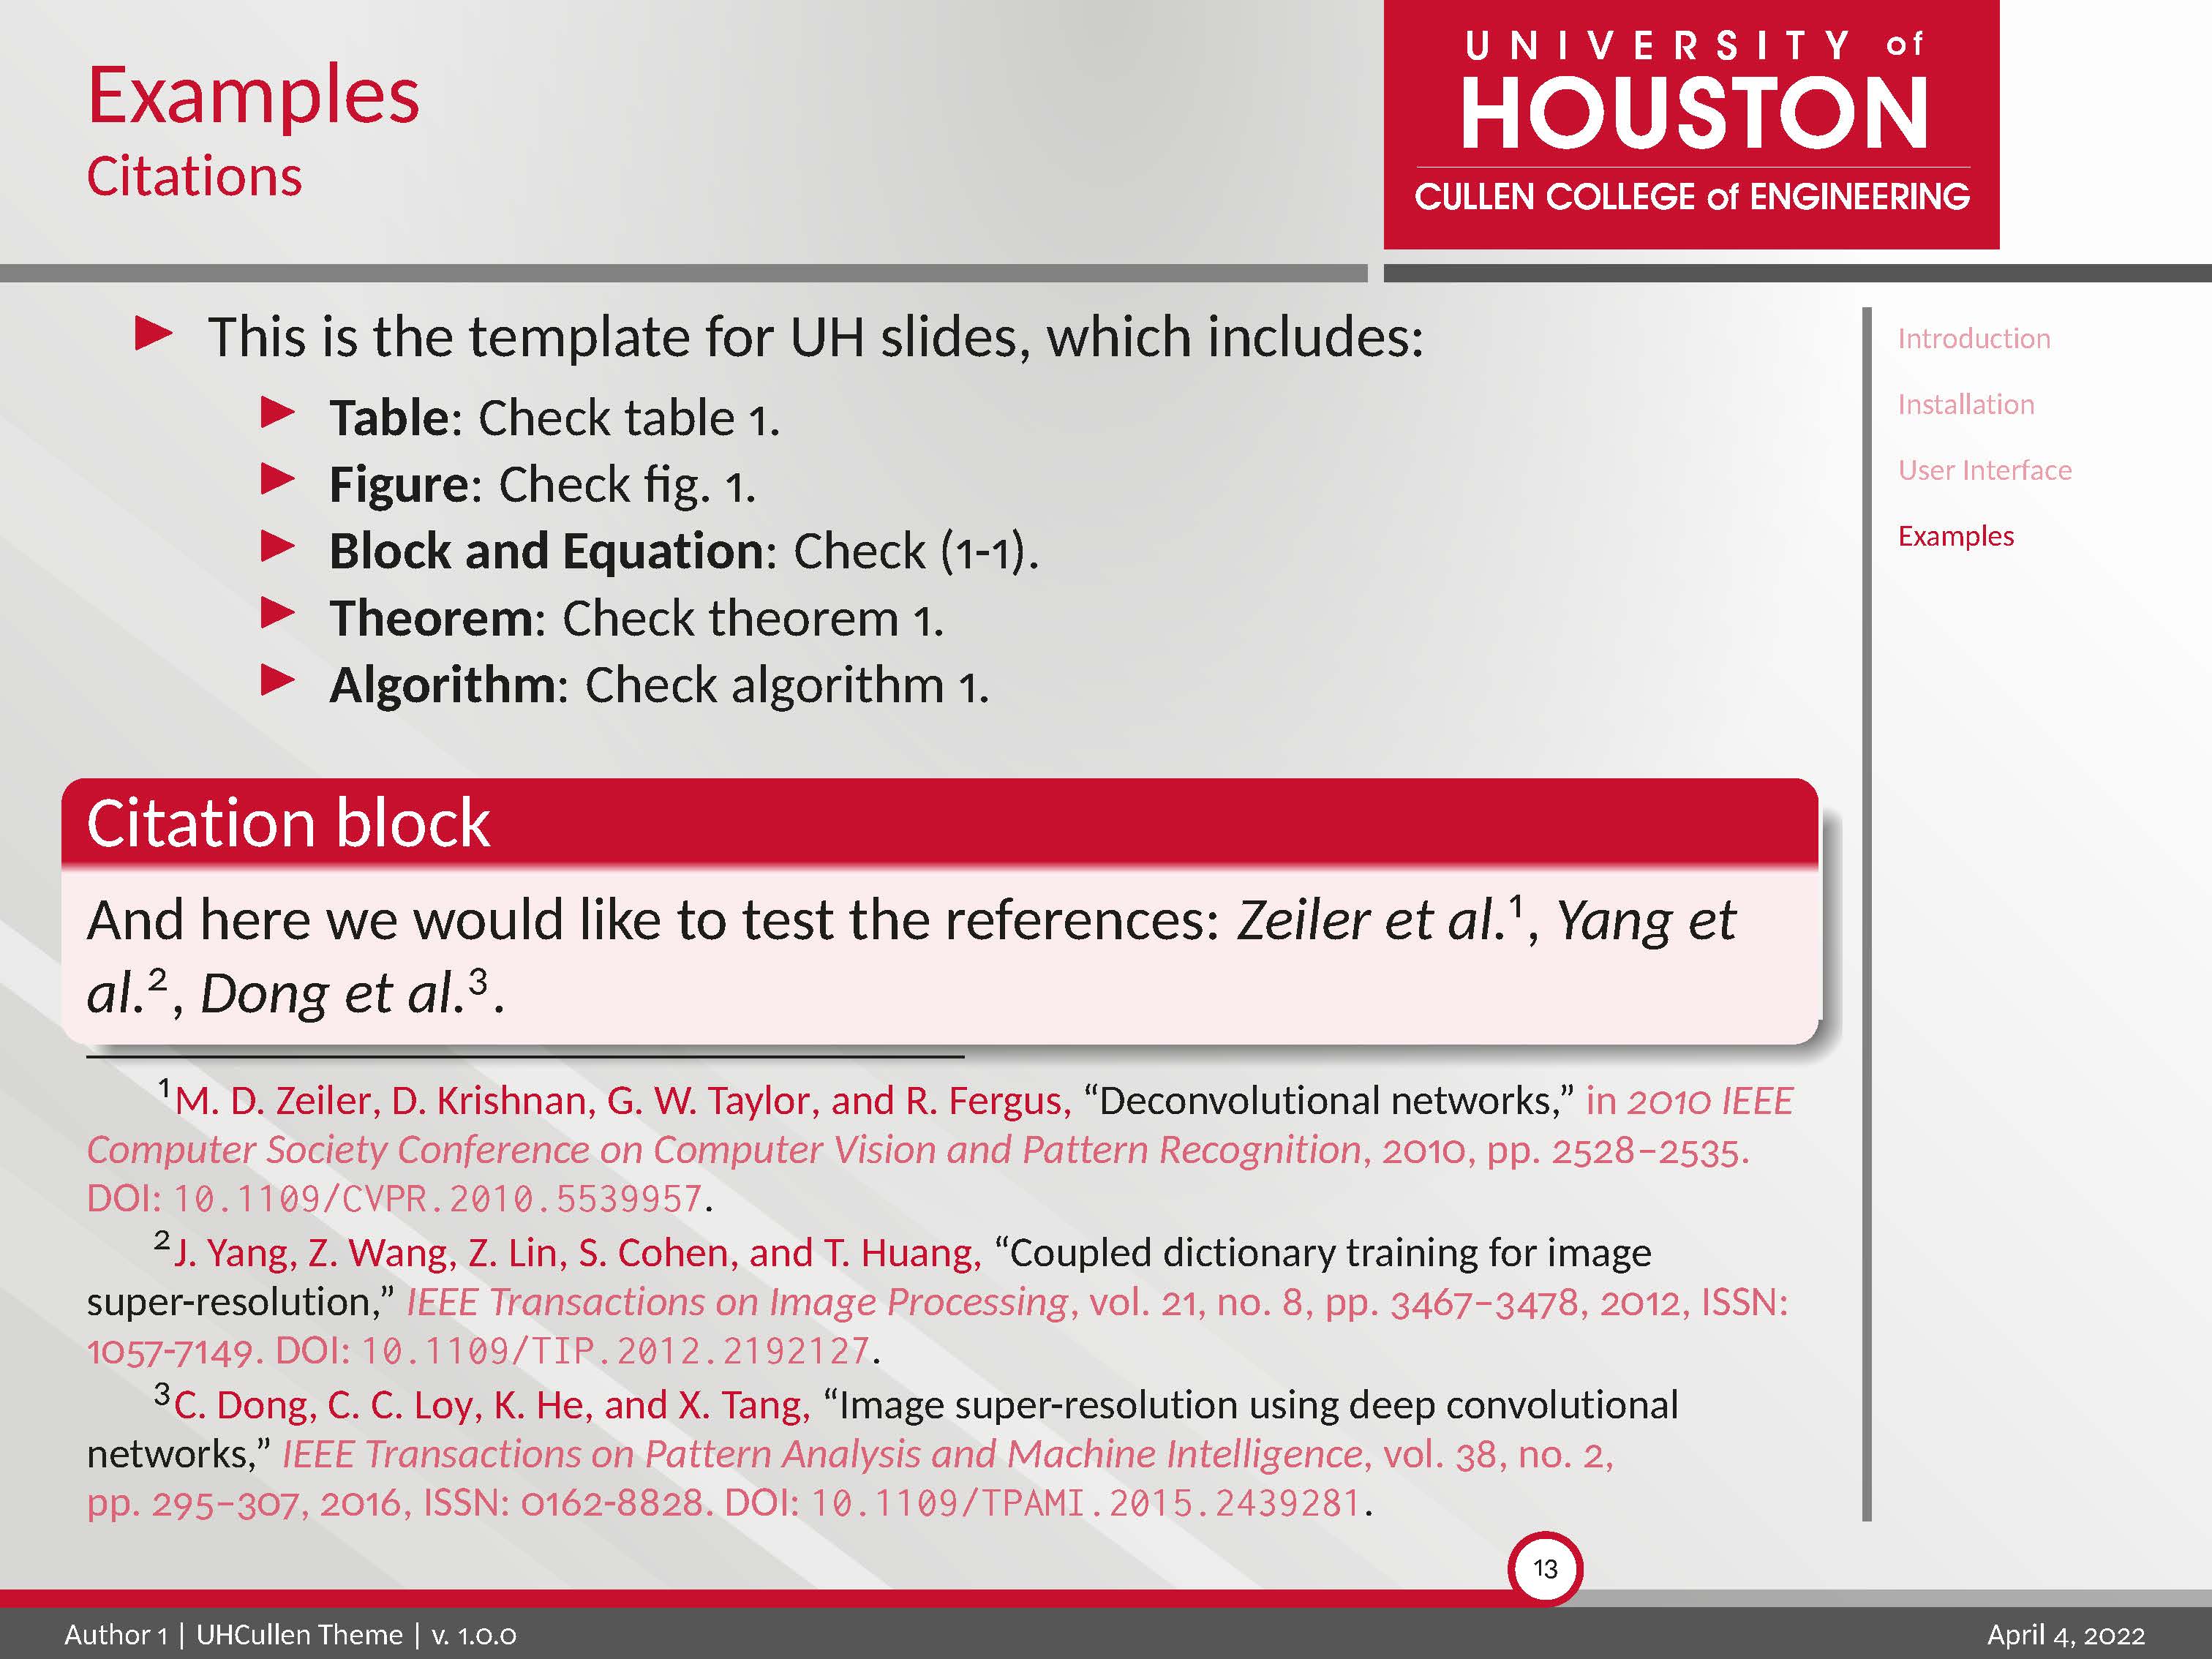 Examples
Citations
UNIVERSITY of
HOUSTON
CULLEN COLLEGE of ENGINEERING
This is the template for UH slides, which includes:
Table: Check table 1.
Figure: Check fig. 1.
Block and Equation: Check (1-1).
Theorem: Check theorem 1.
Algorithm: Check algorithm 1.
Introduction
Installation
User Interface
Examples
Citation block
And here we would like to test the references: Zeiler et al.¹, Yang et
al.², Dong et al.³.
¹M. D. Zeiler, D. Krishnan, G. W. Taylor, and R. Fergus, “Deconvolutional networks,” in 2010 IEEE
Computer Society Conference on Computer Vision and Pattern Recognition, 2010, pp. 2528–2535.
DOI: 10.1109/CVPR.2010.5539957.
²J. Yang, Z. Wang, Z. Lin, S. Cohen, and T. Huang, “Coupled dictionary training for image
super-resolution,” IEEE Transactions on Image Processing, vol. 21, no. 8, pp. 3467–3478, 2012, ISSN:
1057-7149. DOI: 10.1109/TIP.2012.2192127.
³C. Dong, C. C. Loy, K. He, and X. Tang, “Image super-resolution using deep convolutional
networks,” IEEE Transactions on Pattern Analysis and Machine Intelligence, vol. 38, no. 2,
pp. 295–307, 2016, ISSN: 0162-8828. DOI: 10.1109/TPAMI.2015.2439281.
13
Author 1 | UHCullen Theme | v. 1.0.0
April 4, 2022